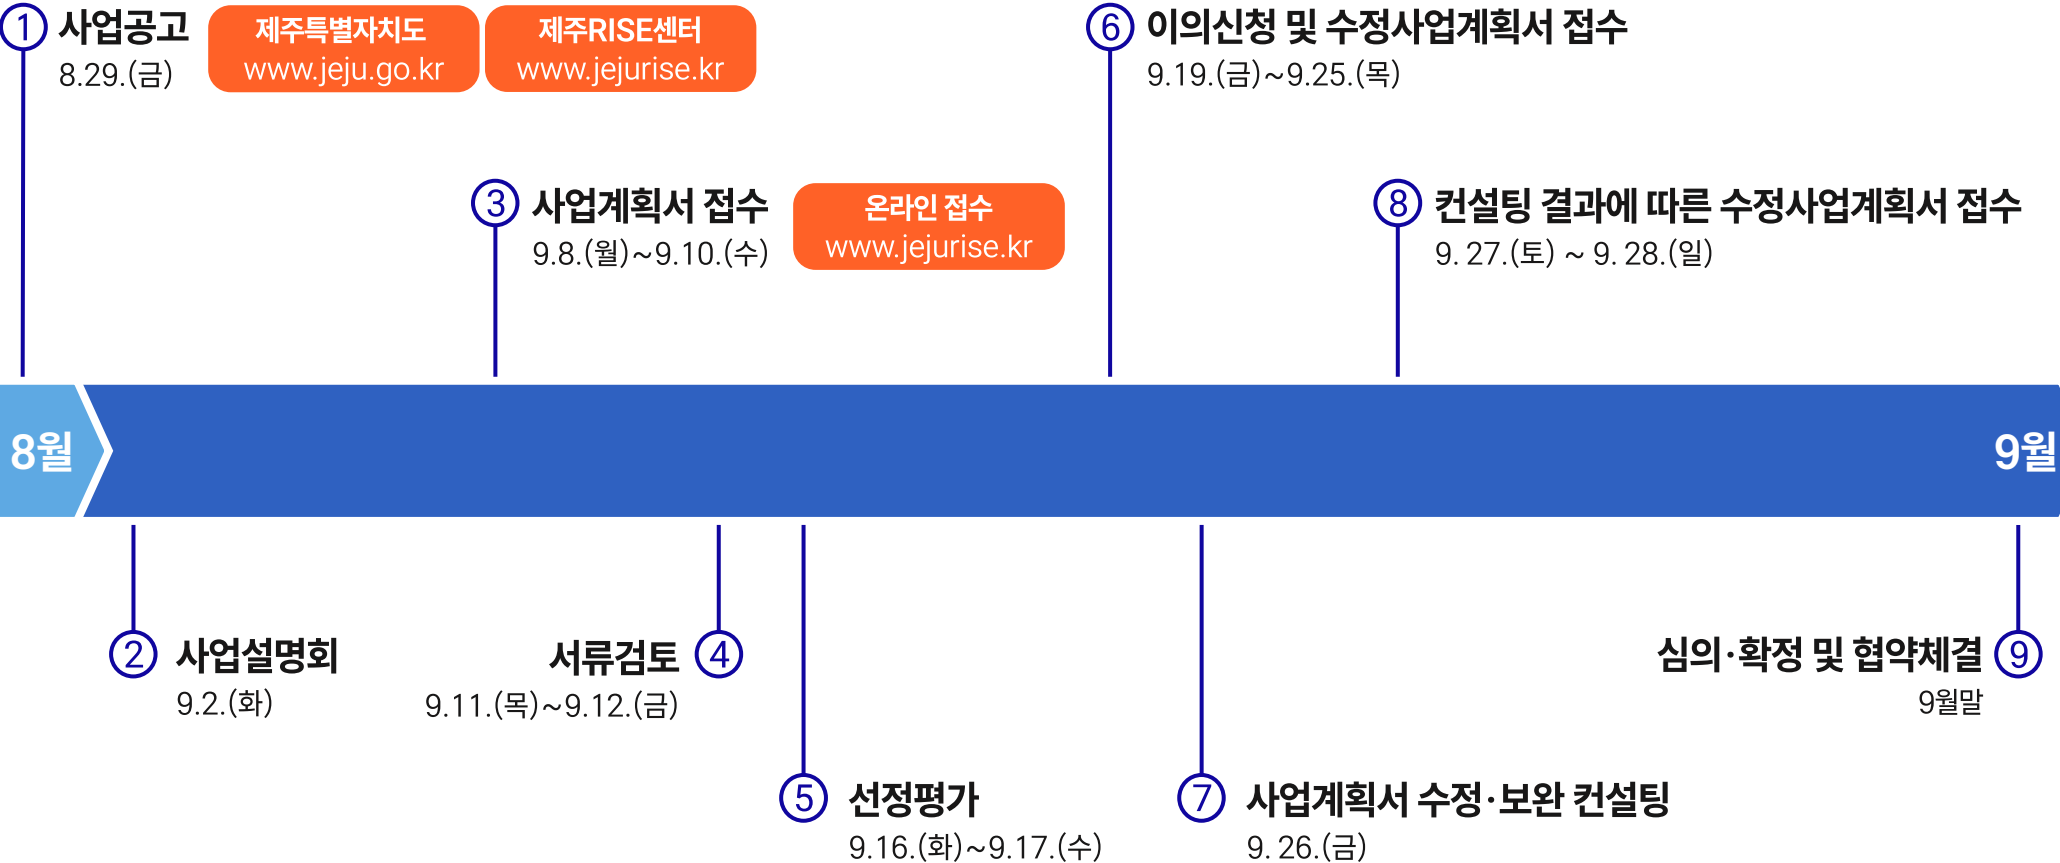 1 사업공고
8.29.(금)
제주특별자치도
www.jeju.go.kr
제주RISE센터
www.jejurise.kr
6 이의신청 및 수정사업계획서 접수
9.19.(금)~9.25.(목)
3 사업계획서 접수
9.8.(월)~9.10.(수)
온라인 접수
www.jejurise.kr
8 컨설팅 결과에 따른 수정사업계획서 접수
9. 27.(토) ~ 9. 28.(일)
8월
9월
2 사업설명회
9.2.(화)
서류검토 4
9.11.(목)~9.12.(금)
심의·확정 및 협약체결 9
9월말
5 선정평가
9.16.(화)~9.17.(수)
7 사업계획서 수정·보완 컨설팅
9. 26.(금)